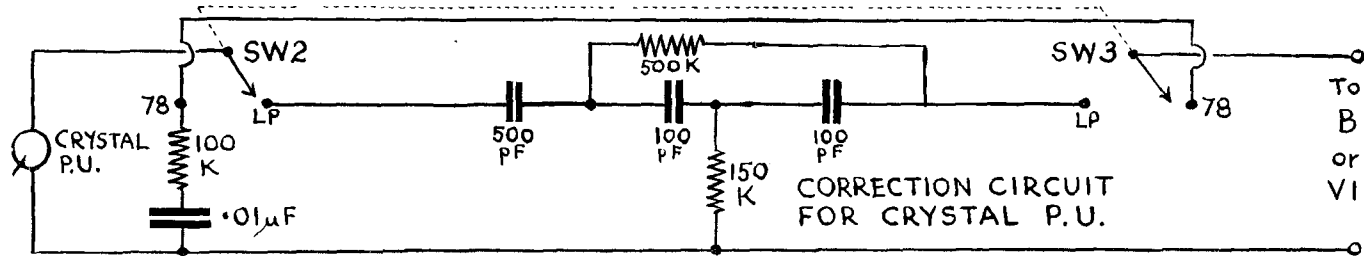 SW2
500 K
SW3
78
LP
500
PF
100
PF
100
PF
LP
78
To
B
or
V1
CRYSTAL
P.U.
100
K
.01µF
150
K
CORRECTION CIRCUIT
FOR CRYSTAL P.U.